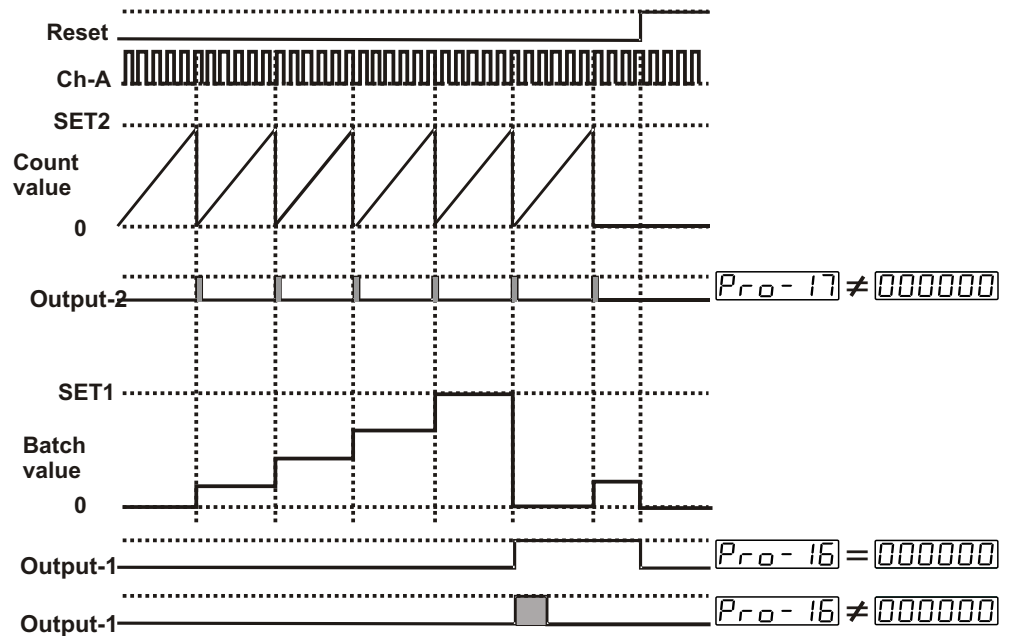 Reset
Ch-A
SET2
Count
value
0
Output-2
Pro-17 ≠ 000000
SET1
Batch
value
0
Output-1
Pro-16 = 000000
Output-1
Pro-16 ≠ 000000